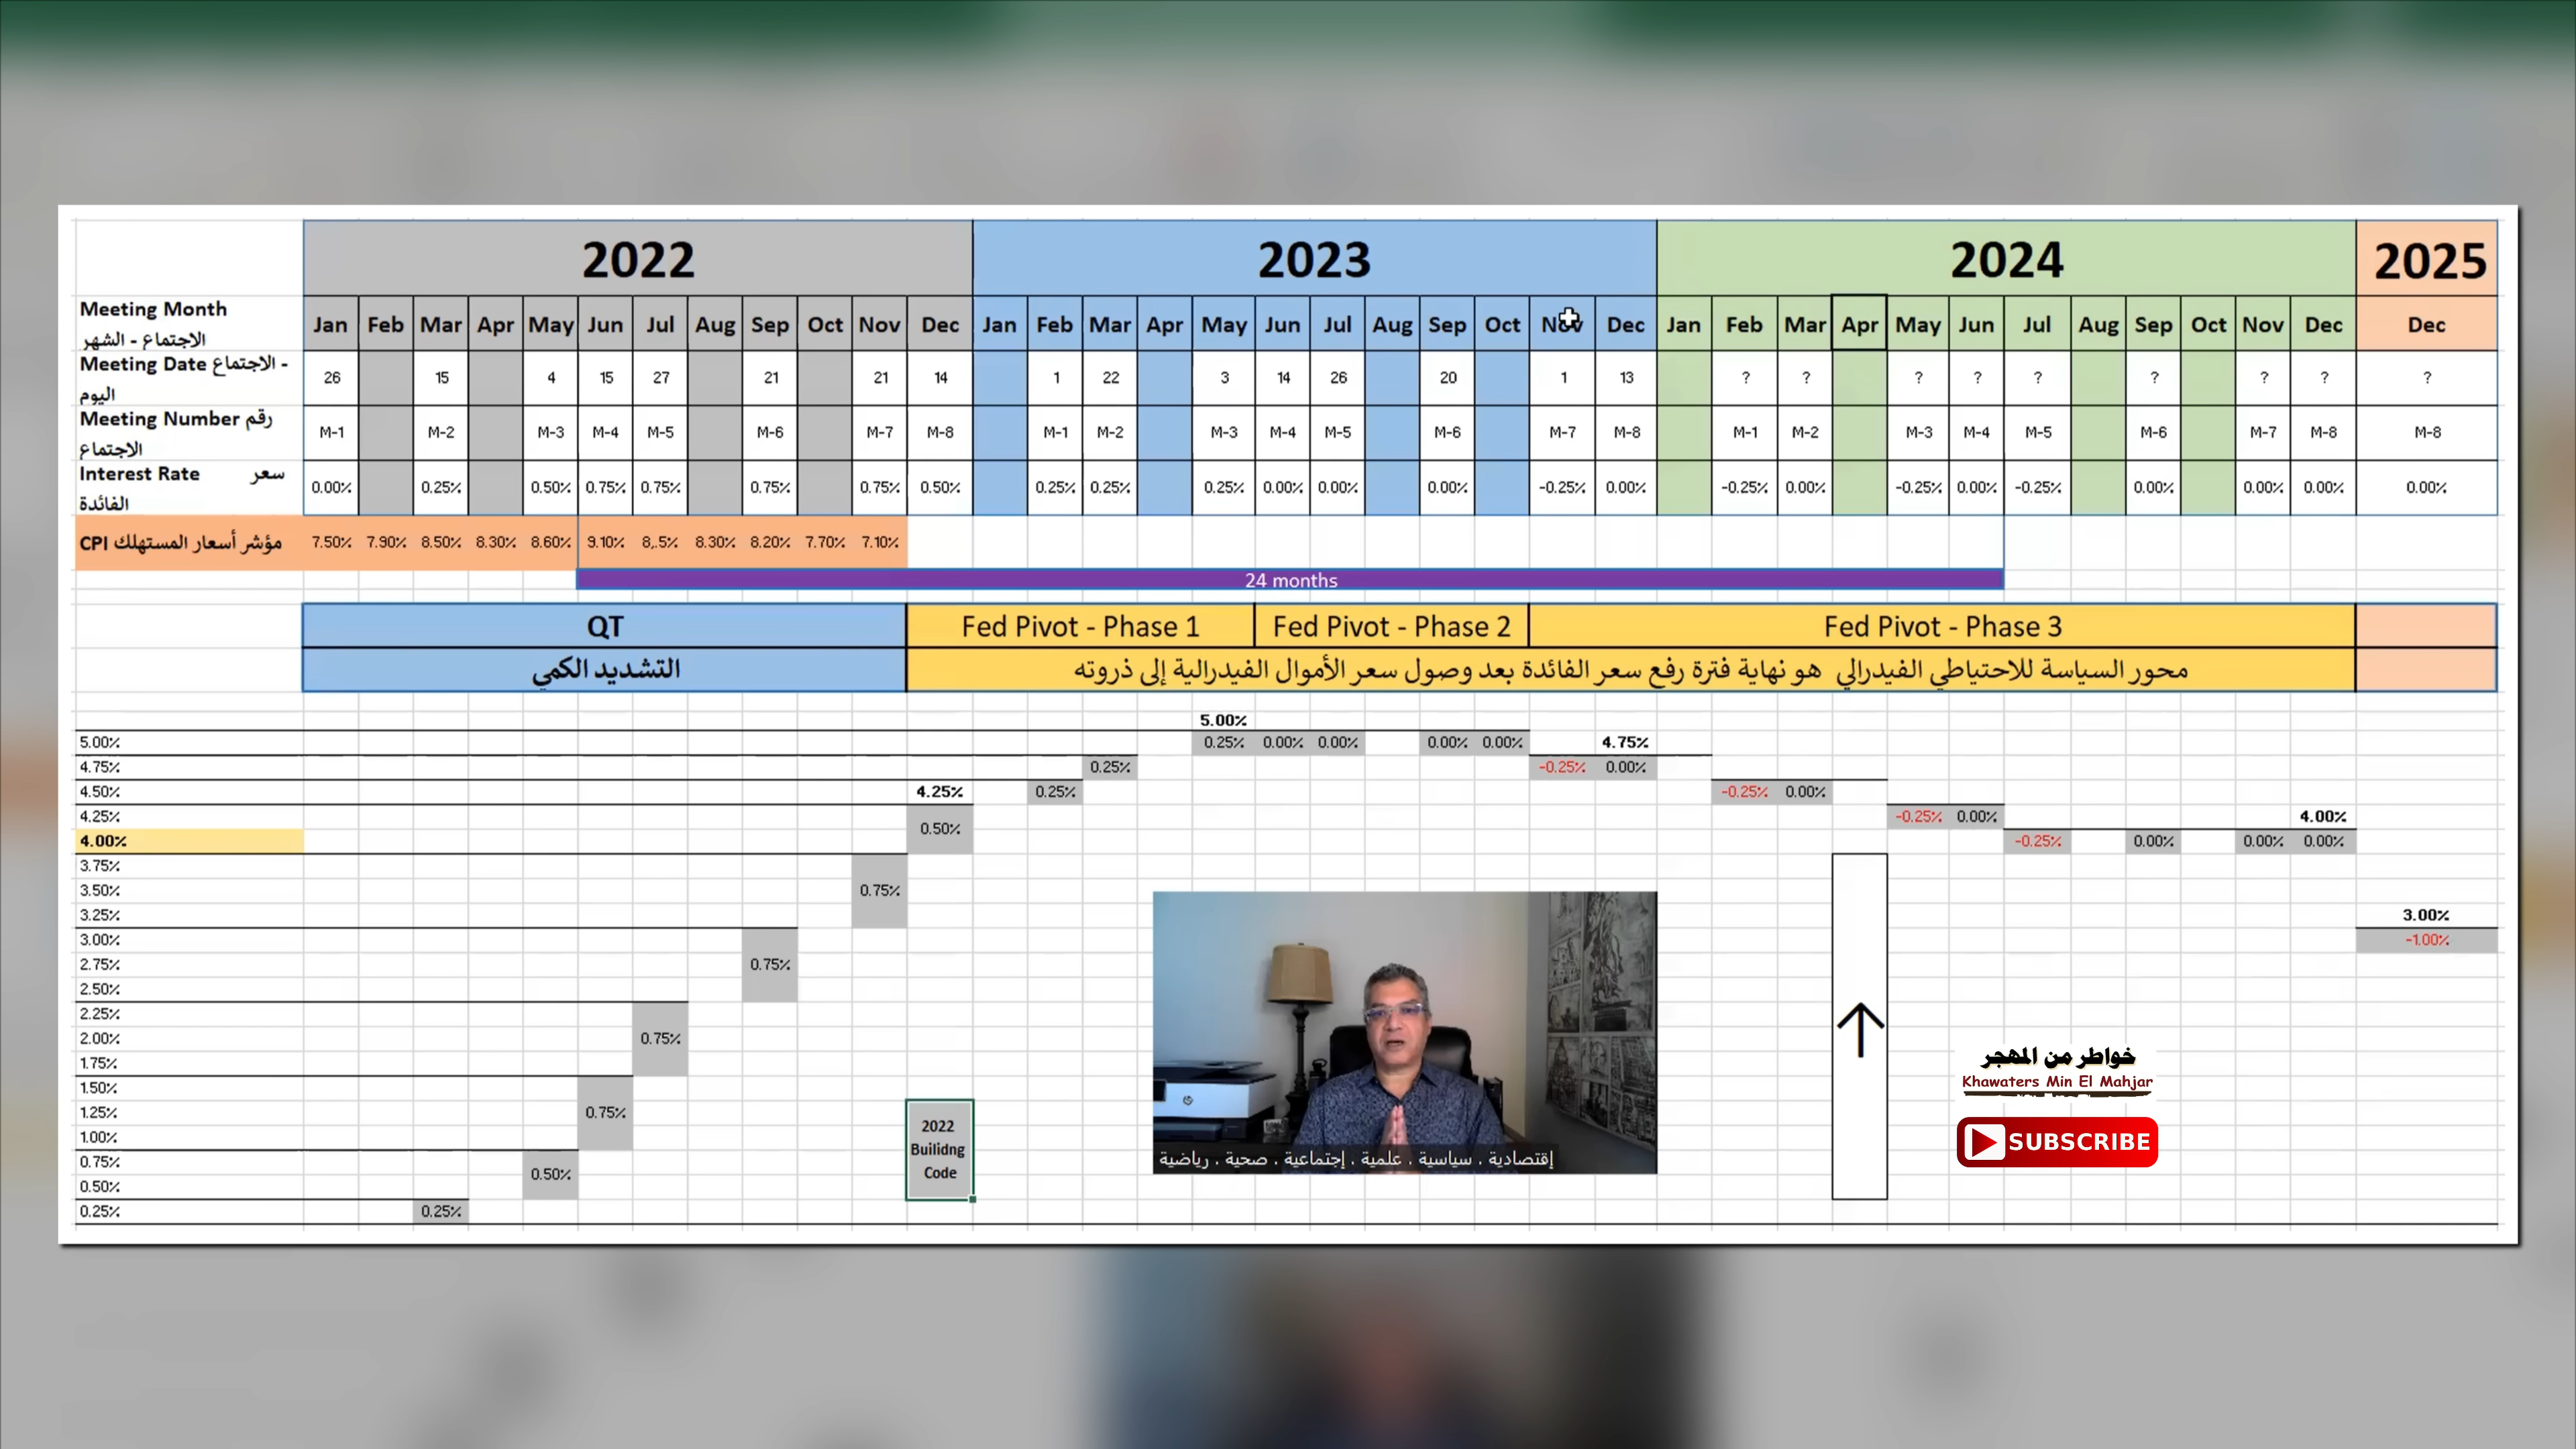 2022 2023 2024 2025
Meeting Month
الاجتماع - الشهر
Jan Feb Mar Apr May Jun Jul Aug Sep Oct Nov Dec Jan Feb Mar Apr May Jun Jul Aug Sep Oct Nov Dec Jan Feb Mar Apr May Jun Jul Aug Sep Oct Nov Dec Dec
Meeting Date الاجتماع -
اليوم
26 15 4 15 27 21 21 14 1 22 3 14 26 20 1 13 ? ? ? ? ? ? ? ? ?
Meeting Number رقم
الاجتماع
M-1 M-2 M-3 M-4 M-5 M-6 M-7 M-8 M-1 M-2 M-3 M-4 M-5 M-6 M-7 M-8 M-1 M-2 M-3 M-4 M-5 M-6 M-7 M-8 M-8
Interest Rate سعر
الفائدة
0.00% 0.25% 0.50% 0.75% 0.75% 0.75% 0.75% 0.50% 0.25% 0.25% 0.25% 0.00% 0.00% 0.00% -0.25% 0.00% -0.25% 0.00% -0.25% 0.00% -0.25% 0.00% 0.00% 0.00% 0.00%
مؤشر أسعار المستهلك CPI 7.50% 7.90% 8.50% 8.30% 8.60% 9.10% 8,.5% 8.30% 8.20% 7.70% 7.10%
24 months
QT Fed Pivot - Phase 1 Fed Pivot - Phase 2 Fed Pivot - Phase 3
التشديد الكمي
محور السياسة للاحتياطي الفيدرالي هو نهاية فترة رفع سعر الفائدة بعد وصول سعر الأموال الفيدرالية إلى ذروته
5.00%
5.00% 0.25% 0.00% 0.00% 0.00% 0.00% 4.75%
4.75% 0.25% -0.25% 0.00%
4.50% 4.25% 0.25% -0.25% 0.00%
4.25% -0.25% 0.00% 4.00%
0.50%
4.00% -0.25% 0.00% 0.00% 0.00%
3.75%
3.50% 0.75%
3.25% 3.00%
3.00% -1.00%
2.75% 0.75%
2.50%
2.25%
2.00% 0.75%
1.75%
1.50%
1.25% 0.75%
1.00%
0.75%
0.50%
0.50%
0.25% 0.25%
2022
Builidng
Code
إقتصادية . سياسية . علمية . إجتماعية . صحية . رياضية
خواطر من المهجر
Khawaters Min El Mahjar
SUBSCRIBE